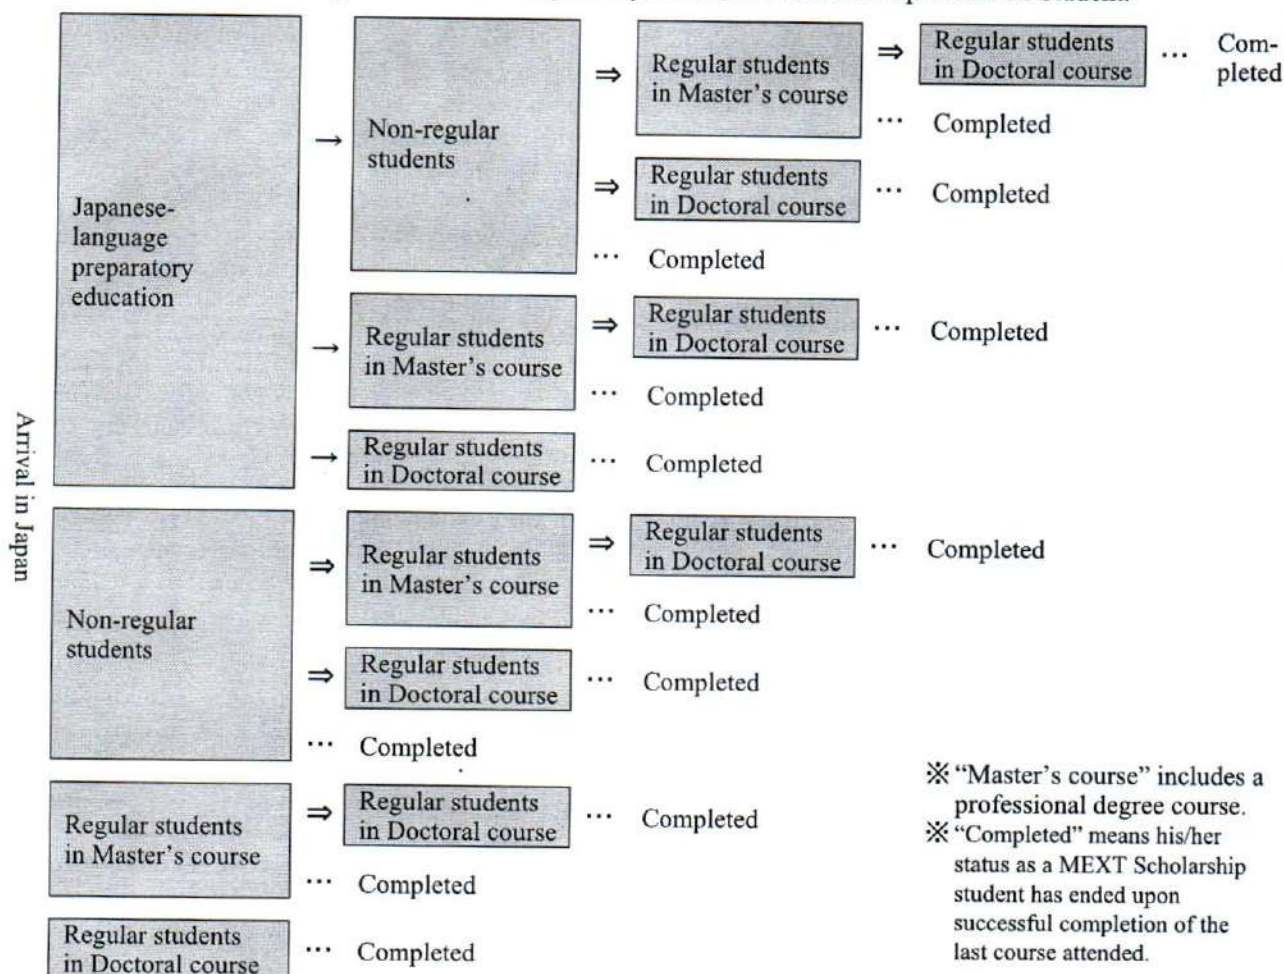 Regular students ⇒ Regular students … Com-
in Doctoral course pleted
⇒ Regular students
in Master's course
… Completed
→ Non-regular
students
⇒ Regular students … Completed
in Doctoral course
Japanese-
language
preparatory
education
… Completed
→ Regular students
in Master's course
⇒ Regular students … Completed
in Doctoral course
… Completed
→ Regular students … Completed
in Doctoral course
Arrival in Japan
Non-regular
students
⇒ Regular students
in Master's course
⇒ Regular students … Completed
in Doctoral course
… Completed
⇒ Regular students … Completed
in Doctoral course
… Completed
Regular students
in Master's course
⇒ Regular students … Completed
in Doctoral course
… Completed
Regular students … Completed
in Doctoral course
※ "Master's course" includes a
professional degree course.
※ "Completed" means his/her
status as a MEXT Scholarship
student has ended upon
successful completion of the
last course attended.